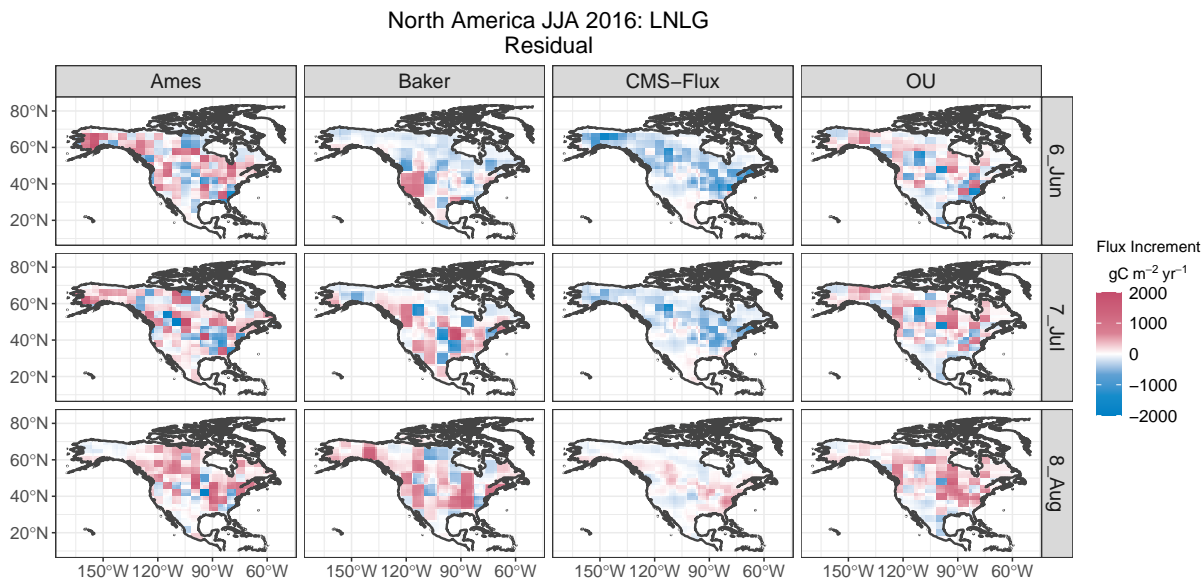 North America JJA 2016: LNLG
Residual
Ames Baker CMS−Flux OU
80°N
60°N
40°N
20°N
6_Jun
80°N
60°N
40°N
20°N
7_Jul
80°N
60°N
40°N
20°N
8_Aug
150°W 120°W 90°W 60°W 150°W 120°W 90°W 60°W 150°W 120°W 90°W 60°W 150°W 120°W 90°W 60°W
Flux Increment
gC m⁻² yr⁻¹
2000
1000
0
−1000
−2000